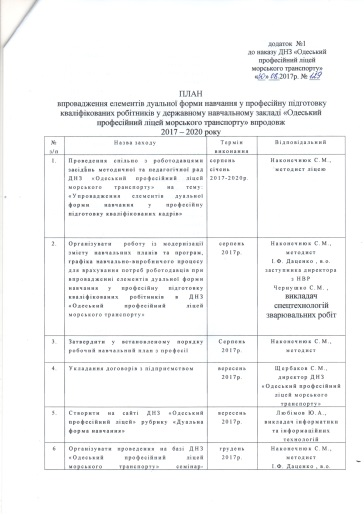 додаток №1
до наказу ДНЗ «Одеський
професійний ліцей
морського транспорту»
«30» 08.2017р. №
ПЛАН
впровадження елементів дуальної форми навчання у професійну підготовку
кваліфікованих робітників у державному навчальному закладі «Одеський
професійний ліцей морського транспорту» впродовж
2017 – 2020 року
№ з/п
Назва заходу
Термін виконання
Відповідальний
1.
Проведення спільно з роботодавцями
засідань методичної та педагогічної рад
ДНЗ «Одеський професійний ліцей
морського транспорту» на тему:
«Упровадження елементів дуальної
форми навчання у професійну
підготовку кваліфікованих кадрів»
серпень
січень
2017-2020р.
Наконечнюк С.М.,
методист ліцею
2.
Організувати роботу із модернізації
змісту навчальних планів та програм,
графіка навчально-виробничого процесу
для врахування потреб роботодавців при
впровадженні елементів дуальної форми
навчання у професійну підготовку
кваліфікованих робітників в ДНЗ
«Одеський професійний ліцей
морського транспорту»
серпень
2017р.
Наконечнюк С.М.,
методист
І.Ф. Даценко, в.о.
заступника директора
з НВР
Чернушко С.М.,
викладач
спецтехнологій
зварювальних робіт
3.
Затвердити у встановленому порядку
робочий навчальний план з професії
Серпень
2017р.
Наконечнюк С.М.,
методист
4.
Укладання договорів з підприємством
вересень
2017р.
Щербаков С.М.,
директор ДНЗ
«Одеський професійний
ліцей морського
транспорту»
5.
Створити на сайті ДНЗ «Одеський
професійний ліцей» рубрику «Дуальна
форма навчання»
вересень
2017р.
Любімов Ю.А.,
викладач інформатики
та інформаційних
технологій
6
Організувати проведення на базі ДНЗ
«Одеський професійний ліцей
морського транспорту» семінар-
грудень
2017р.
Наконечнюк С.М.,
методист
І.Ф. Даценко, в.о.